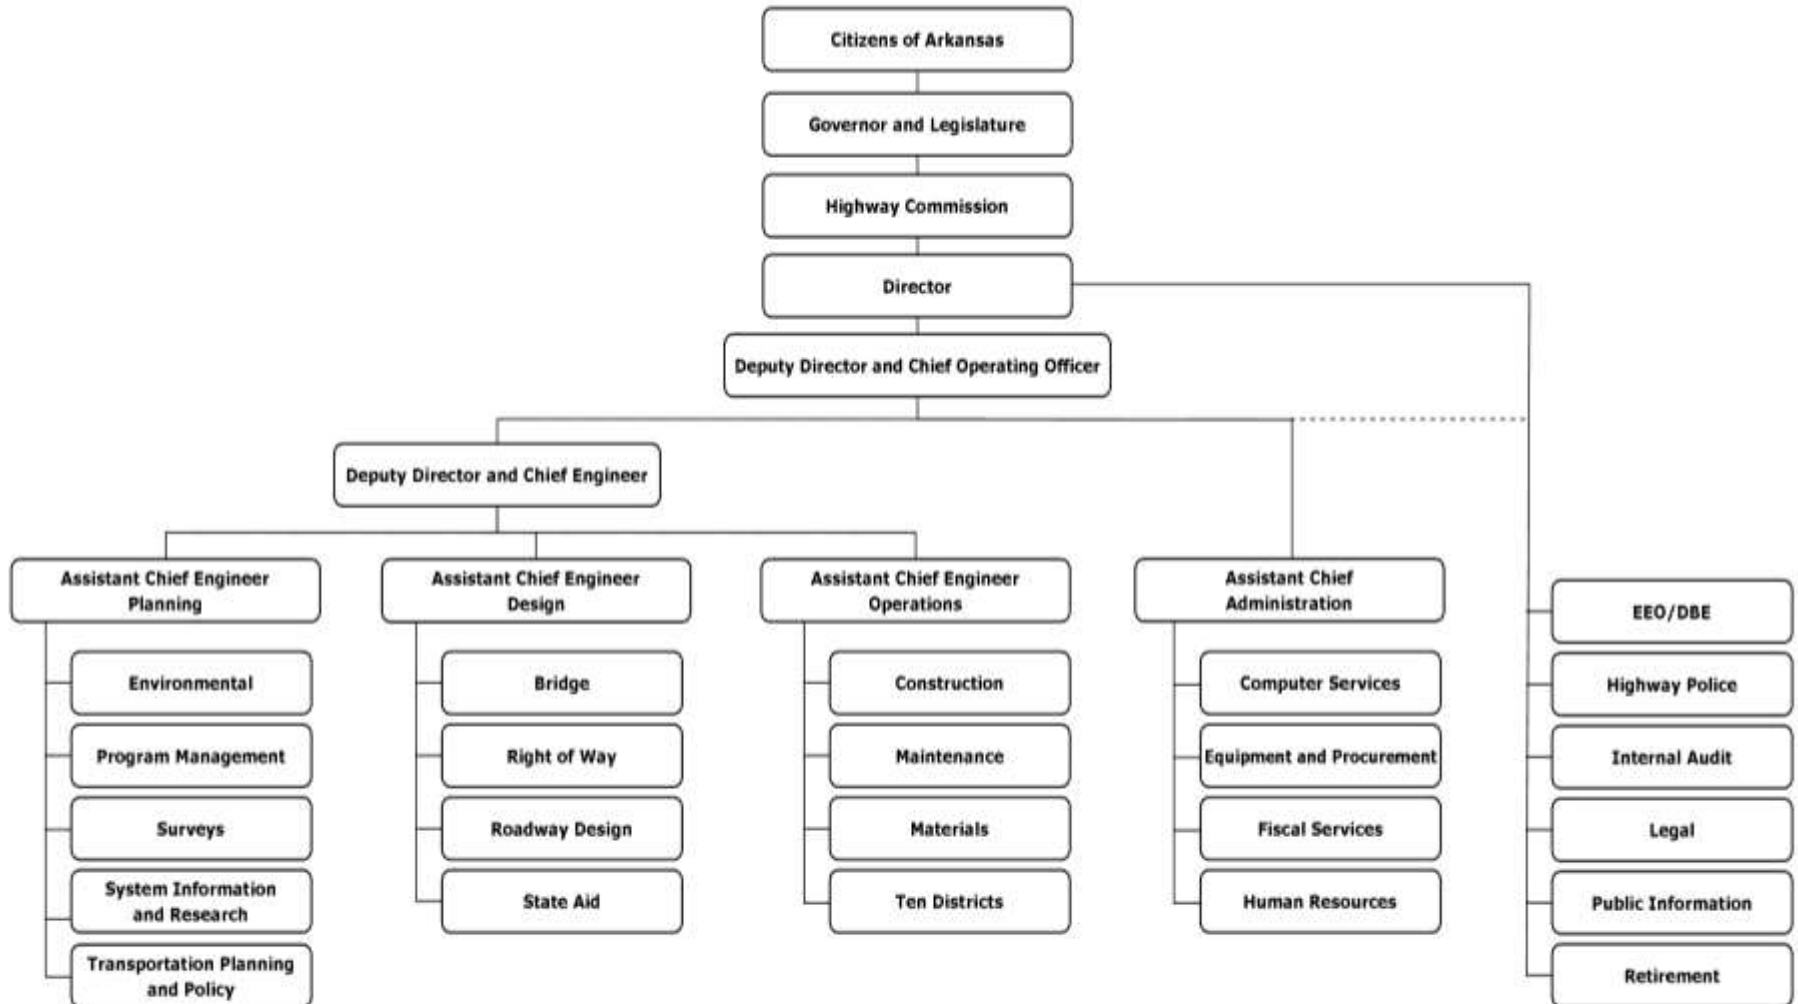 Citizens of Arkansas
Governor and Legislature
Highway Commission
Director
Deputy Director and Chief Operating Officer
Deputy Director and Chief Engineer
Assistant Chief Engineer
Planning
Environmental
Program Management
Surveys
System Information
and Research
Transportation Planning
and Policy
Assistant Chief Engineer
Design
Bridge
Right of Way
Roadway Design
State Aid
Assistant Chief Engineer
Operations
Construction
Maintenance
Materials
Ten Districts
Assistant Chief
Administration
Computer Services
Equipment and Procurement
Fiscal Services
Human Resources
EEO/DBE
Highway Police
Internal Audit
Legal
Public Information
Retirement